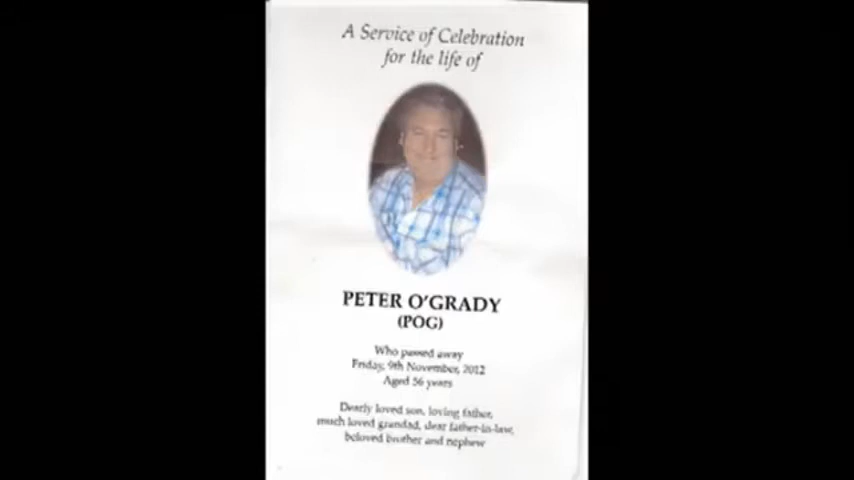 A Service of Celebration
for the life of
PETER O'GRADY
(POG)
Who passed away
Friday, 9th November, 2012
Aged 56 years
Dearly loved son, loving father,
much loved grandad, dear father-in-law,
beloved brother and nephew